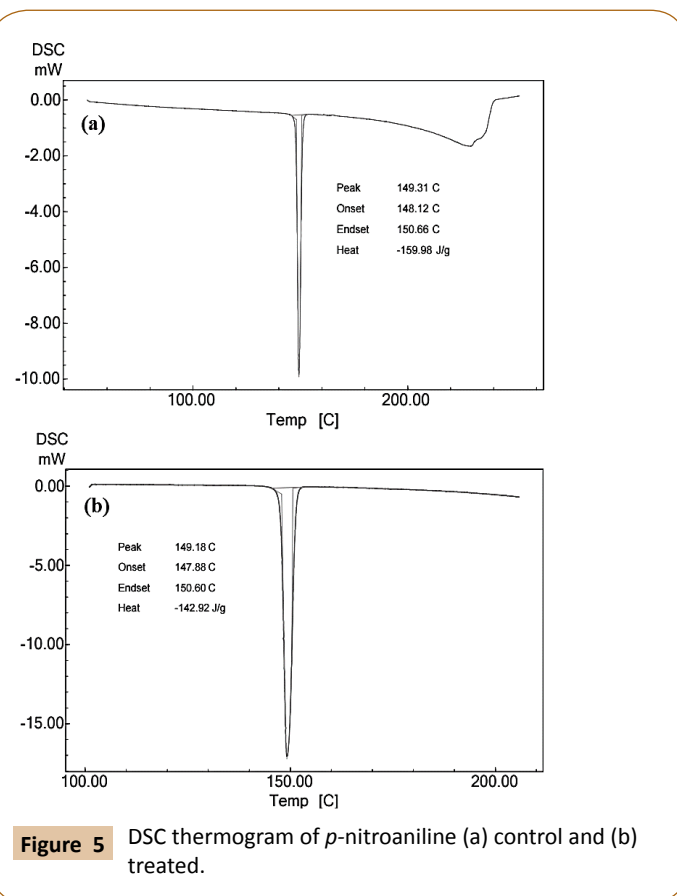 DSC
mW
0.00
(a)
-2.00
Peak 149.31 C
Onset 148.12 C
-4.00
Endset 150.66 C
Heat -159.98 J/g
-6.00
-8.00
-10.00
100.00 200.00
Temp [C]
DSC
mW
0.00
(b)
Peak 149.18 C
-5.00
Onset 147.88 C
Endset 150.60 C
Heat -142.92 J/g
-10.00
-15.00
100.00 150.00 200.00
Temp [C]
Figure 5 DSC thermogram of p-nitroaniline (a) control and (b)
treated.